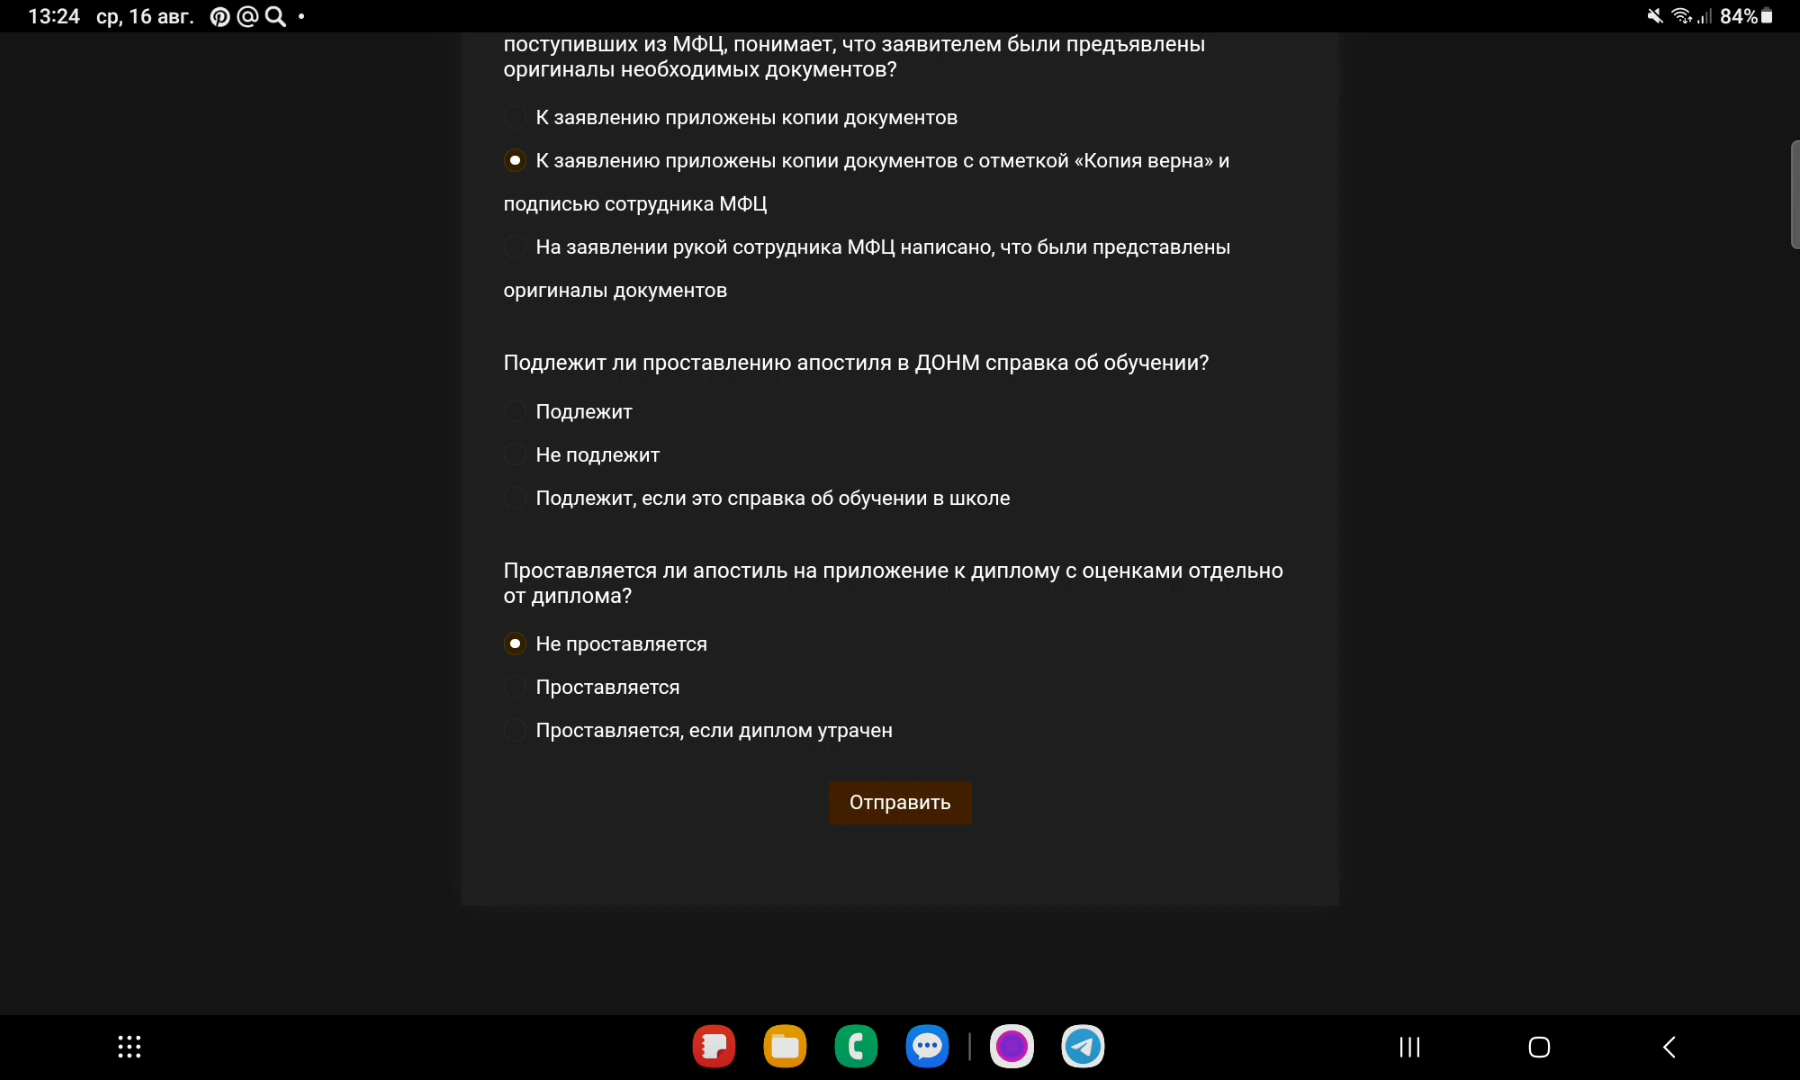 13:24 ср, 16 авг. 84%
поступивших из МФЦ, понимает, что заявителем были предъявлены
оригиналы необходимых документов?
К заявлению приложены копии документов
К заявлению приложены копии документов с отметкой «Копия верна» и
подписью сотрудника МФЦ
На заявлении рукой сотрудника МФЦ написано, что были представлены
оригиналы документов
Подлежит ли проставлению апостиля в ДОНМ справка об обучении?
Подлежит
Не подлежит
Подлежит, если это справка об обучении в школе
Проставляется ли апостиль на приложение к диплому с оценками отдельно
от диплома?
Не проставляется
Проставляется
Проставляется, если диплом утрачен
Отправить